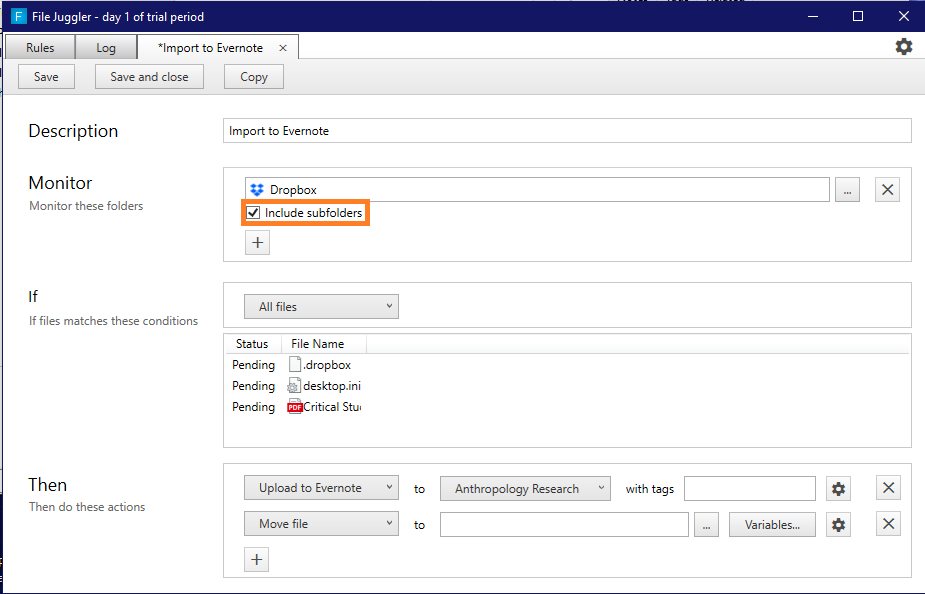 F File Juggler - day 1 of trial period
Rules Log *Import to Evernote
Save Save and close Copy
Description Import to Evernote
Monitor
Monitor these folders
Dropbox ...
Include subfolders
If
If files matches these conditions
All files
Status File Name
Pending .dropbox
Pending desktop.ini
Pending PDF Critical Stu
Then
Then do these actions
Upload to Evernote to Anthropology Research with tags
Move file to ... Variables...